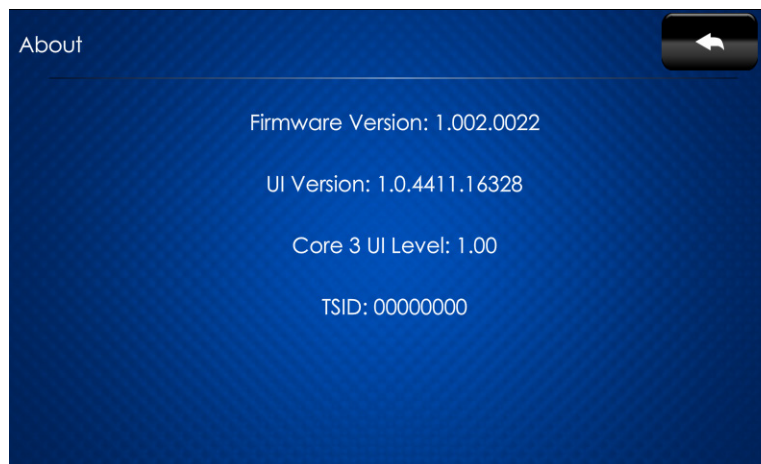 About
Firmware Version: 1.002.0022
UI Version: 1.0.4411.16328
Core 3 UI Level: 1.00
TSID: 00000000